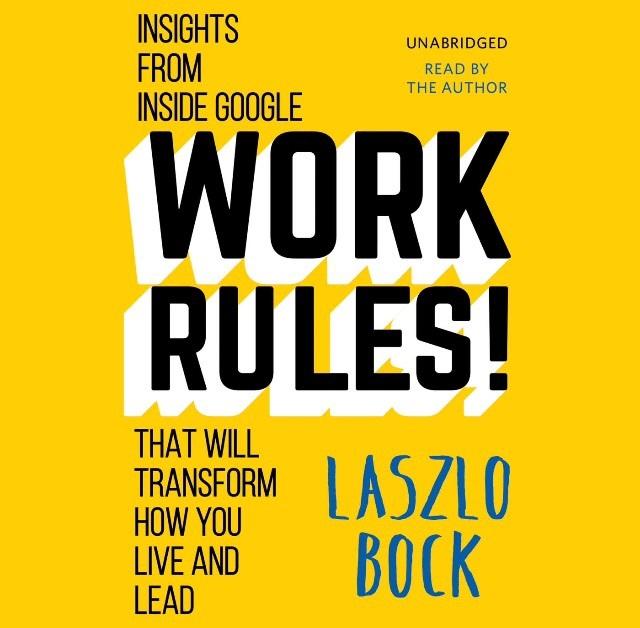 INSIGHTS
FROM
INSIDE GOOGLE
UNABRIDGED
READ BY
THE AUTHOR
WORK
RULES!
THAT WILL
TRANSFORM
HOW YOU
LIVE AND
LEAD
LASZLO
BOCK